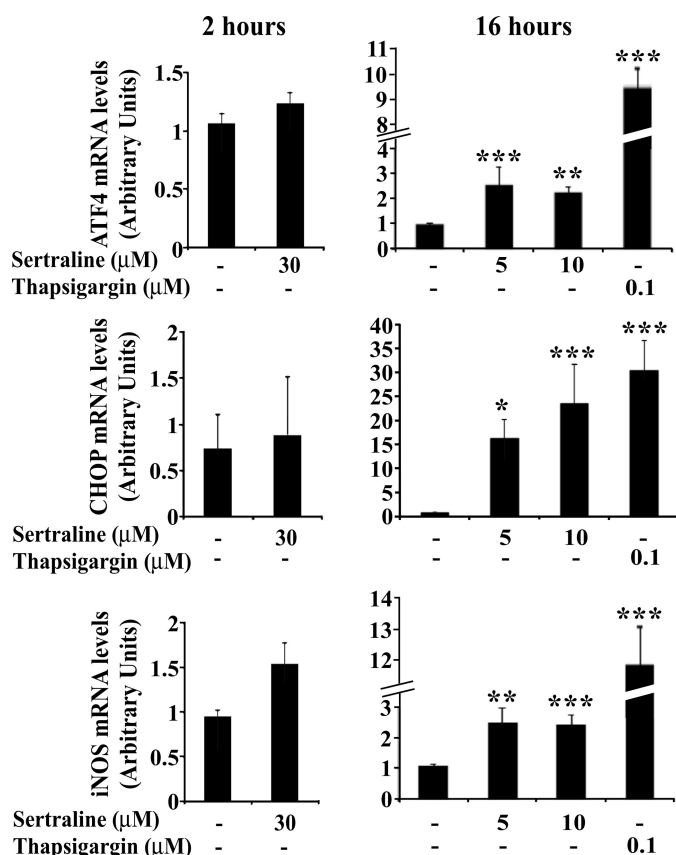 2 hours 16 hours
ATF4 mRNA levels
(Arbitrary Units)
1.5
1
0.5
0
11
10
9
8
4
3
2
1
0
*** ** ***
Sertraline (μM) - 30 - 5 10 -
Thapsigargin (μM) - - - - - 0.1
CHOP mRNA levels
(Arbitrary Units)
2
1.5
1
0.5
0
40
35
30
25
20
15
10
5
0
* *** ***
Sertraline (μM) - 30 - 5 10 -
Thapsigargin (μM) - - - - - 0.1
iNOS mRNA levels
(Arbitrary Units)
2
1.5
1
0.5
0
14
13
12
3
2
1
0
** *** ***
Sertraline (μM) - 30 - 5 10 -
Thapsigargin (μM) - - - - - 0.1